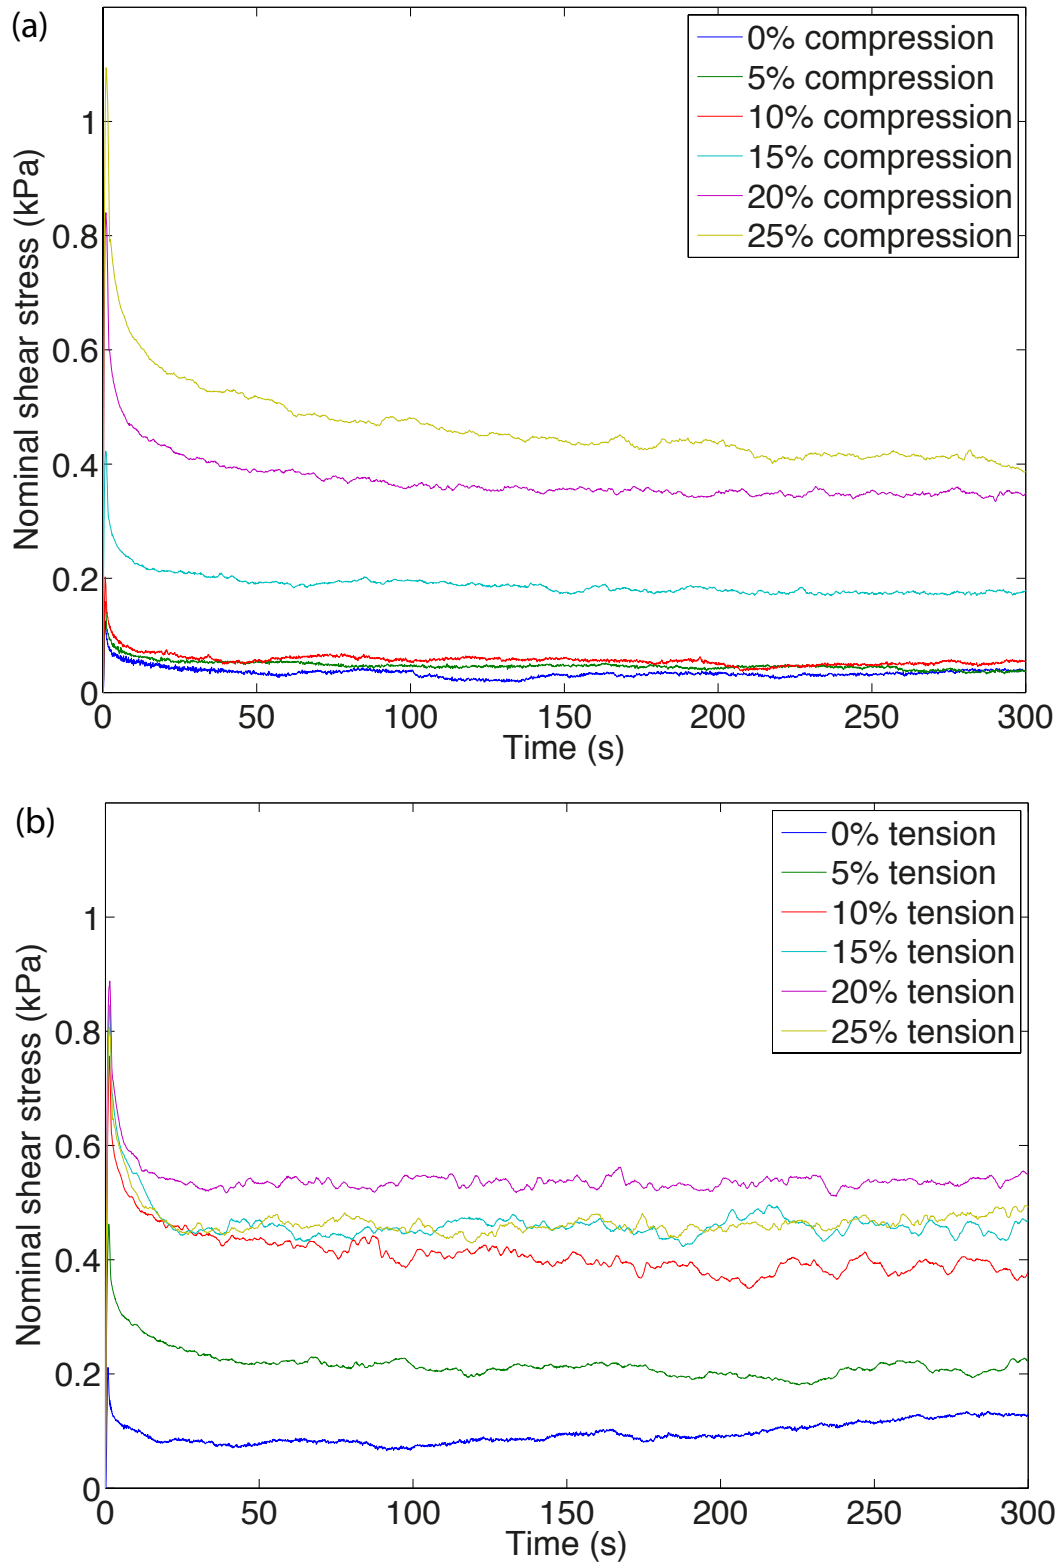 (a)
0% compression
5% compression
10% compression
15% compression
20% compression
25% compression
Nominal shear stress (kPa)
1
0.8
0.6
0.4
0.2
0
0 50 100 150 200 250 300
Time (s)
(b)
0% tension
5% tension
10% tension
15% tension
20% tension
25% tension
Nominal shear stress (kPa)
1
0.8
0.6
0.4
0.2
0
0 50 100 150 200 250 300
Time (s)